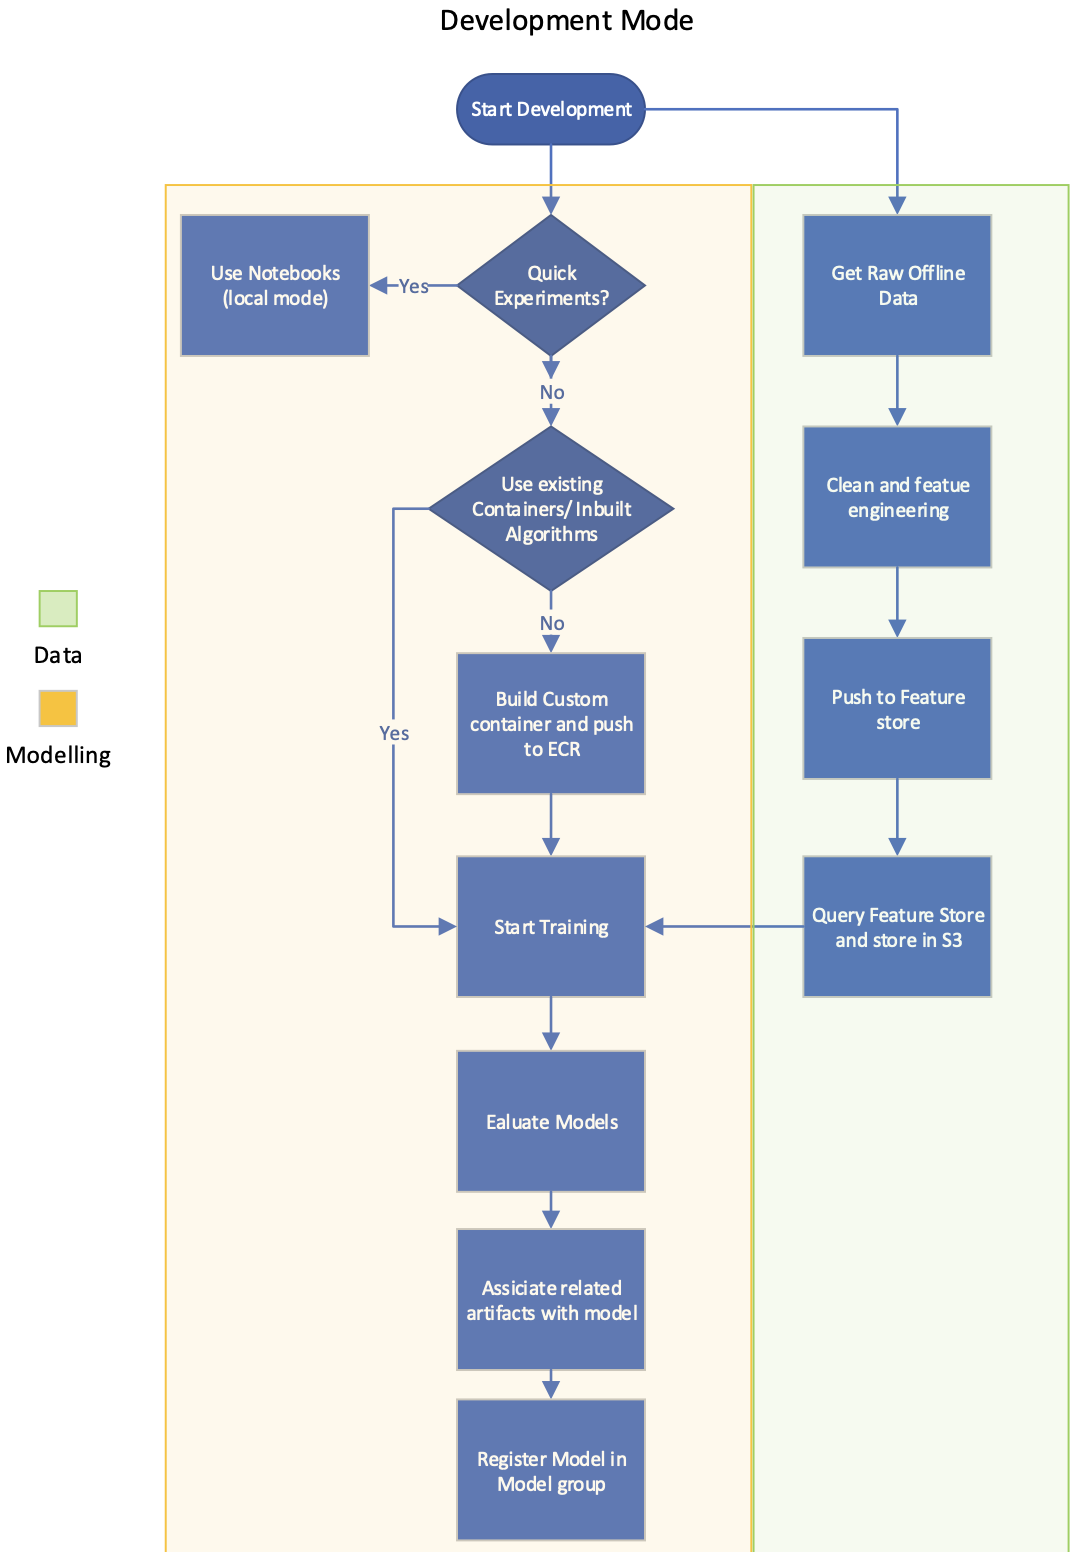 Development Mode
Start Development
Use Notebooks
(local mode)
Yes
Quick
Experiments?
Get Raw Offline
Data
No
Use existing
Containers/ Inbuilt
Algorithms
Clean and featue
engineering
No
Data
Modelling
Yes
Build Custom
container and push
to ECR
Push to Feature
store
Start Training
Query Feature Store
and store in S3
Ealuate Models
Assiciate related
artifacts with model
Register Model in
Model group